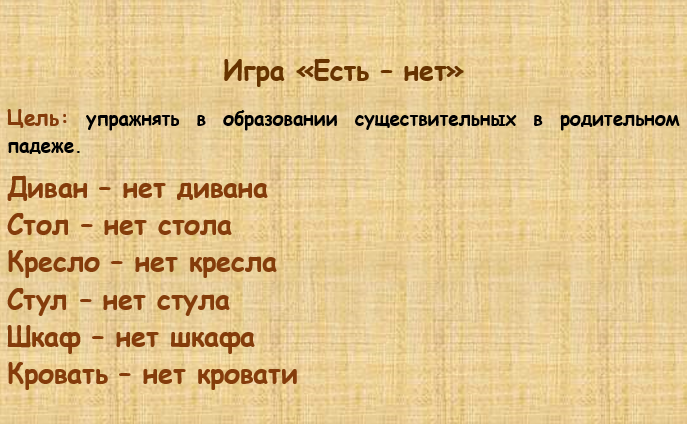 Игра «Есть – нет»
Цель: упражнять в образовании существительных в родительном
падеже.
Диван – нет дивана
Стол – нет стола
Кресло – нет кресла
Стул – нет стула
Шкаф – нет шкафа
Кровать – нет кровати